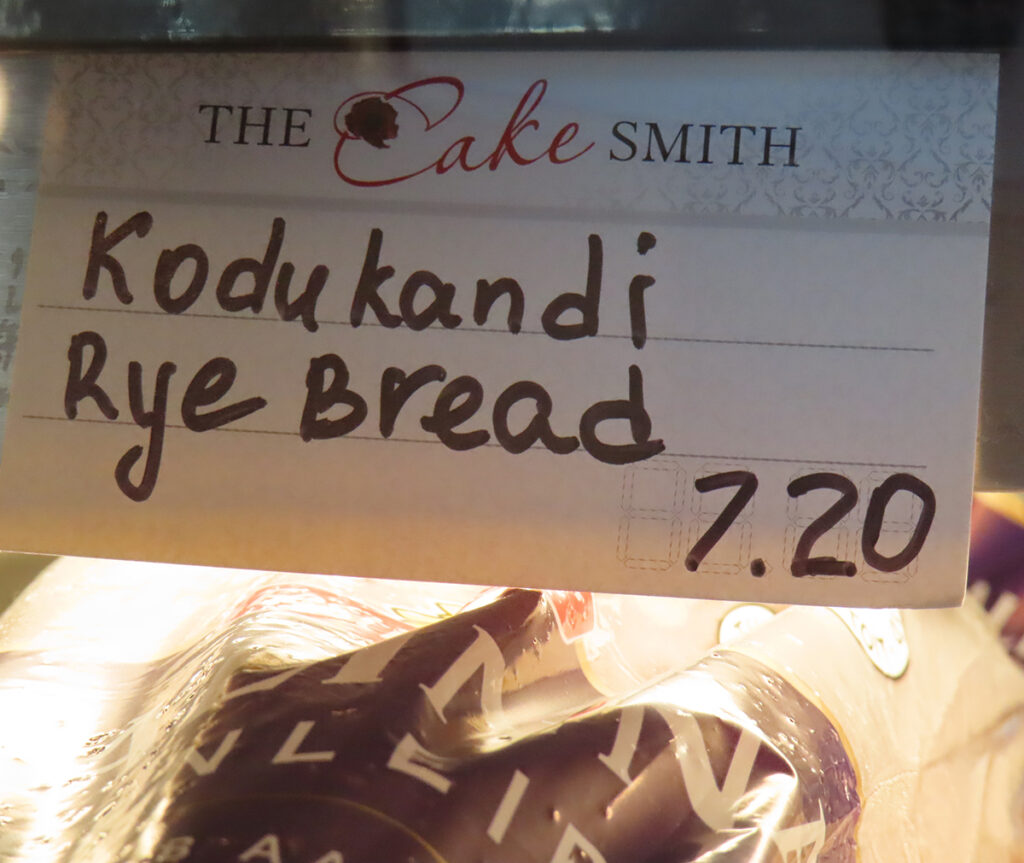 THE Cake SMITH
Kodukandi
Rye Bread
7.20